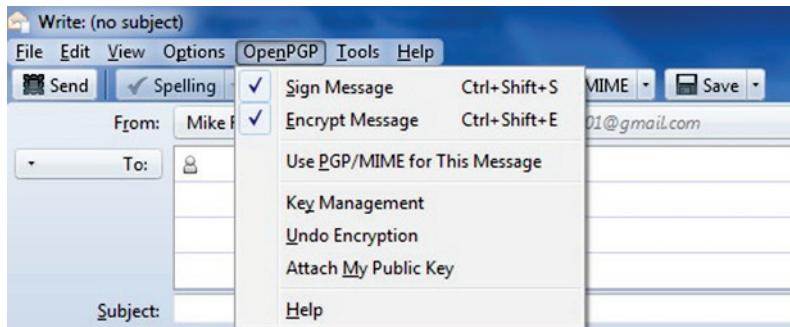 Write: (no subject)
File Edit View Options OpenPGP Tools Help
Send Spelling MIME Save
Sign Message Ctrl+Shift+S
From: Mike Encrypt Message Ctrl+Shift+E 01@gmail.com
To: Use PGP/MIME for This Message
Key Management
Undo Encryption
Attach My Public Key
Subject: Help